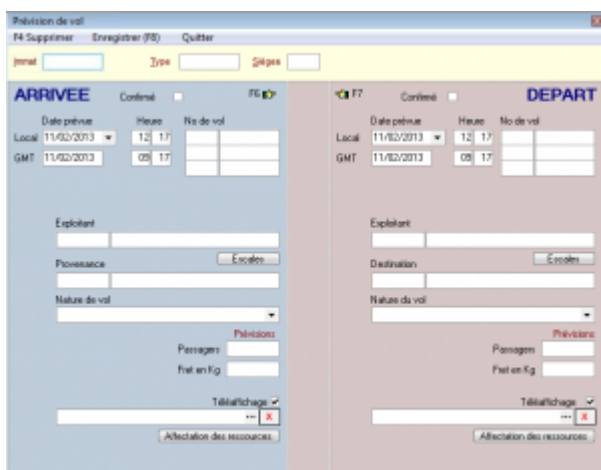 Prévision de vol
F4 Supprimer Enregistrer (F8) Quitter
Immat Type Sièges
ARRIVEE Confirmé F6
Date prévue Heure No de vol
Local 11/02/2013 12 17
GMT 11/02/2013 09 17
Exploitant
Escales
Provenance
Nature de vol
Prévisions
Passagers
Fret en Kg
Téléaffichage
... X
Affectation des ressources
F7 Confirmé DEPART
Date prévue Heure No de vol
Local 11/02/2013 12 17
GMT 11/02/2013 09 17
Exploitant
Escales
Destination
Nature du vol
Prévisions
Passagers
Fret en Kg
Téléaffichage
... X
Affectation des ressources